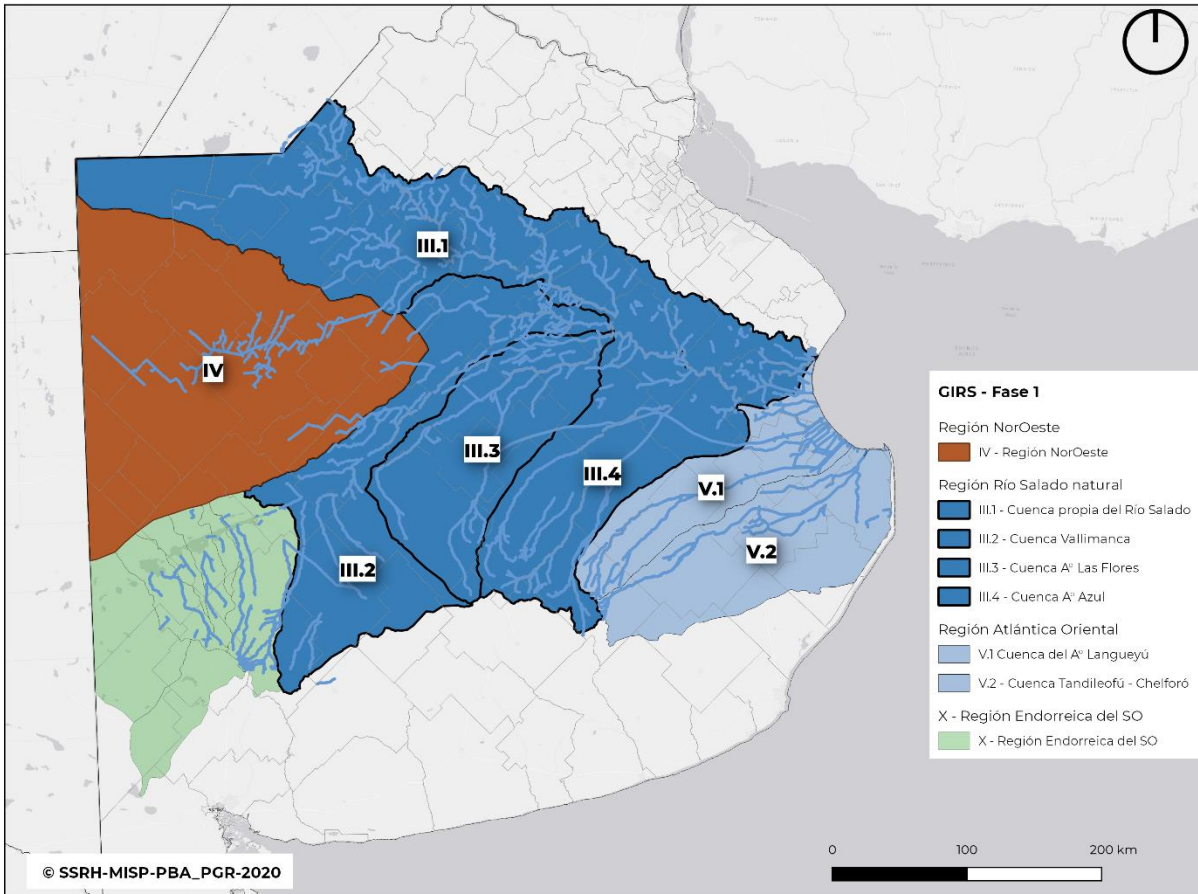 III.1
IV
III.3
III.4
V.1
V.2
III.2
GIRS - Fase 1
Región NorOeste
IV - Región NorOeste
Región Río Salado natural
III.1 - Cuenca propia del Río Salado
III.2 - Cuenca Vallimanca
III.3 - Cuenca Aº Las Flores
III.4 - Cuenca Aº Azul
Región Atlántica Oriental
V.1 Cuenca del Aº Langueyú
V.2 - Cuenca Tandileofú - Chelforó
X - Región Endorreica del SO
X - Región Endorreica del SO
© SSRH-MISP-PBA_PGR-2020
0 100 200 km